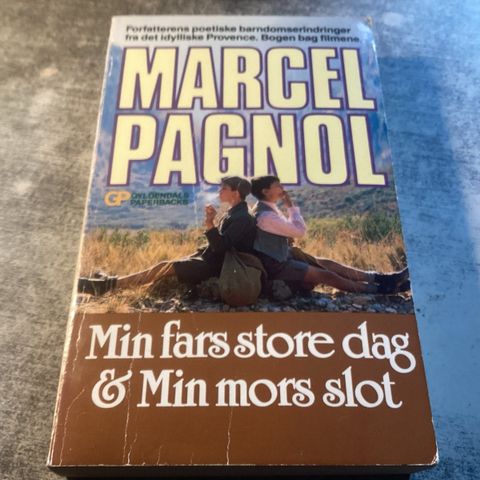 Forfatterens poetiske barndomserindringer
fra det idylliske Provence. Bogen bag filmene.
MARCEL
PAGNOL
GP GYLDENDALS
PAPERBACKS
Min fars store dag
& Min mors slot